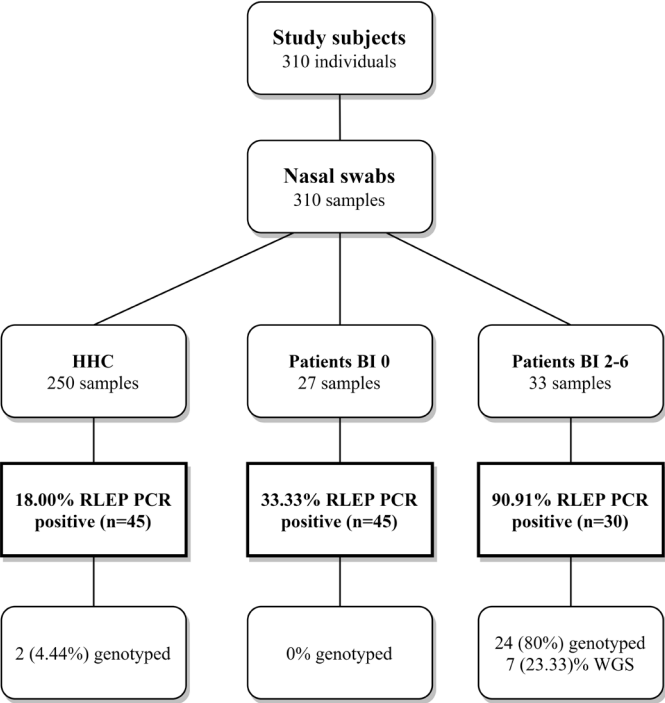 Study subjects
310 individuals
Nasal swabs
310 samples
HHC
250 samples
Patients BI 0
27 samples
Patients BI 2-6
33 samples
18.00% RLEP PCR
positive (n=45)
33.33% RLEP PCR
positive (n=45)
90.91% RLEP PCR
positive (n=30)
2 (4.44%) genotyped
0% genotyped
24 (80%) genotyped
7 (23.33)% WGS